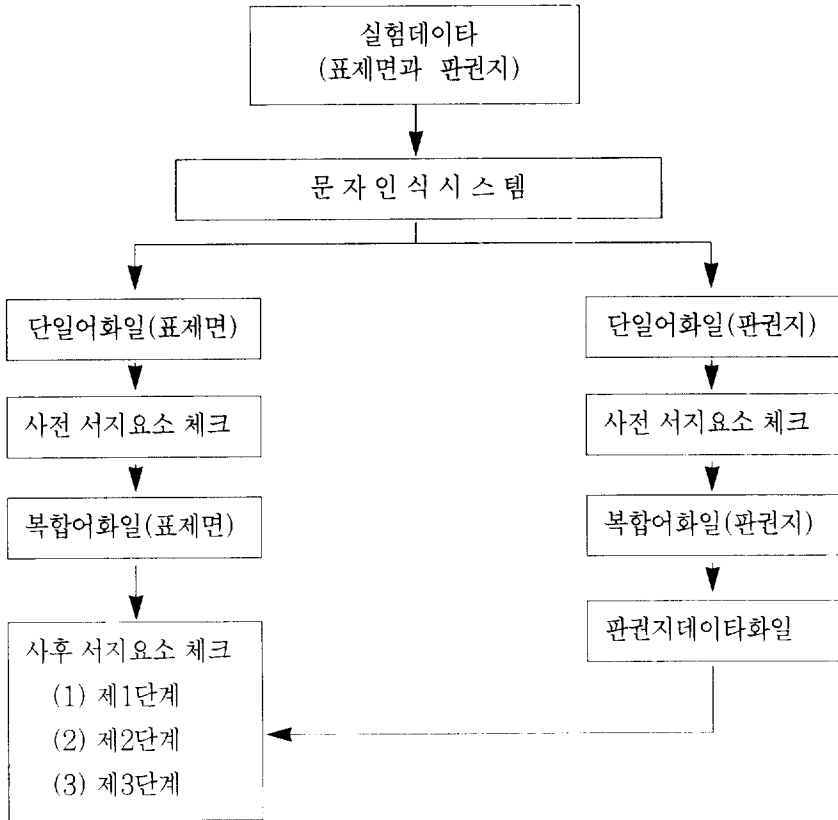 실험데이타
(표제면과 판권지)
문 자 인 식 시 스 템
단일어화일(표제면)
사전 서지요소 체크
복합어화일(표제면)
사후 서지요소 체크
(1) 제1단계
(2) 제2단계
(3) 제3단계
단일어화일(판권지)
사전 서지요소 체크
복합어화일(판권지)
판권지데이타화일